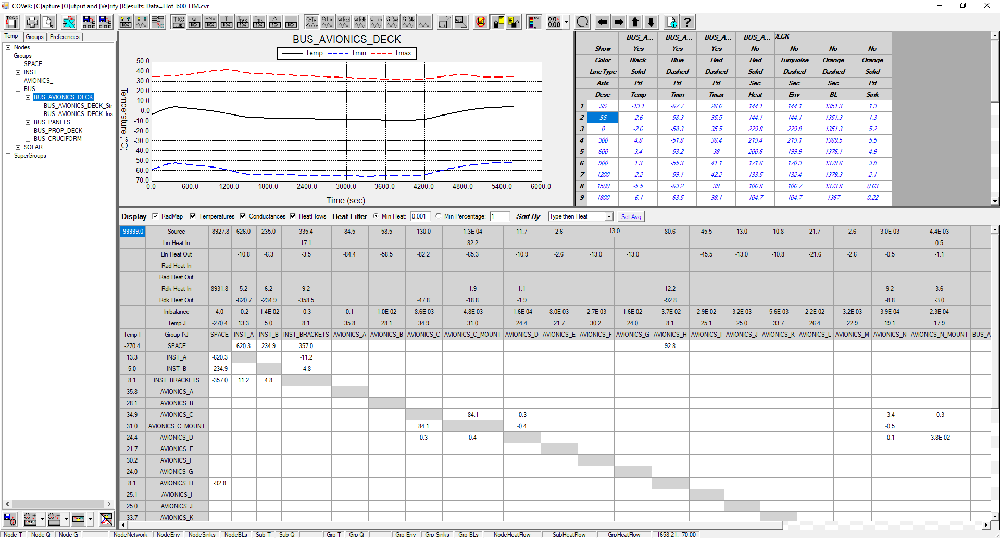 COVeR: [C]apture [O]utput and [Ve]rify [R]esults: Data=Hot_b00_HM.cvr
Temp Groups Preferences
Nodes
Groups
SPACE
INST_
AVIONICS_
BUS_
BUS_AVIONICS_DECK
BUS_AVIONICS_DECK_Str
BUS_AVIONICS_DECK_Ins
BUS_PANELS
BUS_PROP_DECK
BUS_CRUCIFORM
SOLAR_
SuperGroups
BUS_AVIONICS_DECK
Temp Tmin Tmax
Temperature (°C)
50.0
40.0
30.0
20.0
10.0
0.0
-10.0
-20.0
-30.0
-40.0
-50.0
-60.0
-70.0
0.0 600.0 1200.0 1800.0 2400.0 3000.0 3600.0 4200.0 4800.0 5400.0 6000.0
Time (sec)
BUS_A... BUS_A... BUS_A... BUS_A... DECK
Show Yes Yes Yes No No No No
Color Black Blue Red Red Turquoise Orange Orange
LineType Solid Dashed Dashed Solid Dashed Dashed Solid
Axis Pri Pri Pri Sec Sec Sec Pri
Desc Temp Tmin Tmax Heat Env BL Sink
1 SS -13.1 -67.7 26.6 144.1 144.1 1351.3 1.3
2 SS -2.6 -58.3 35.5 144.1 144.1 1351.3 1.3
3 0 -2.6 -58.3 35.5 229.8 229.8 1351.3 5.2
4 300 4.8 -51.8 36.4 219.4 219.1 1369.5 5.5
5 600 3.4 -53.2 38 200.6 199.9 1376.1 4.9
6 900 1.3 -55.3 41.1 171.6 170.3 1379.6 3.8
7 1200 -2.2 -59.1 42.2 133.5 132.4 1379.3 2.1
8 1500 -5.5 -63.2 39 106.8 106.7 1373.8 0.63
9 1800 -6.1 -63.5 38.1 104.7 104.7 1367 0.22
Display RadMap Temperatures Conductances HeatFlows Heat Filter Min Heat: 0.001 Min Percentage: 1 Sort By Type then Heat Set Avg
-99999.0 Source -8927.8 626.0 235.0 335.4 84.5 58.5 130.0 1.3E-04 11.7 2.6 13.0 80.6 45.5 13.0 10.8 21.7 2.6 3.0E-03 4.4E-03
Lin Heat In 17.1 82.2 0.5
Lin Heat Out -10.8 -6.3 -3.5 -84.4 -58.5 -82.2 -65.3 -10.9 -2.6 -13.0 -13.0 -45.5 -13.0 -10.8 -21.6 -2.6 -0.5 -1.1
Rad Heat In
Rad Heat Out
Rdk Heat In 8931.8 5.2 6.2 9.2 1.9 1.1 12.2 9.2 3.6
Rdk Heat Out -620.7 -234.9 -358.5 -47.8 -18.8 -1.9 -92.8 -8.8 -3.0
Imbalance 4.0 -0.2 -1.4E-02 -0.3 0.1 1.0E-02 -8.6E-03 -4.8E-03 -1.6E-04 8.0E-03 -2.7E-03 1.6E-02 -3.7E-02 2.9E-02 3.2E-03 -5.6E-03 2.2E-02 3.2E-03 3.9E-04 2.3E-04
Temp J -270.4 13.3 5.0 8.1 35.8 28.1 34.9 31.0 24.4 21.7 30.2 24.0 8.1 25.1 25.0 33.7 26.4 22.9 19.1 17.9
Temp I Group I\J SPACE INST_A INST_B INST_BRACKETS AVIONICS_A AVIONICS_B AVIONICS_C AVIONICS_C_MOUNT AVIONICS_D AVIONICS_E AVIONICS_F AVIONICS_G AVIONICS_H AVIONICS_I AVIONICS_J AVIONICS_K AVIONICS_L AVIONICS_M AVIONICS_N AVIONICS_N_MOUNT BUS_A
-270.4 SPACE 620.3 234.9 357.0 92.8
13.3 INST_A -620.3 -11.2
5.0 INST_B -234.9 -4.8
8.1 INST_BRACKETS -357.0 11.2 4.8
35.8 AVIONICS_A
28.1 AVIONICS_B
34.9 AVIONICS_C -84.1 -0.3 -3.4 -0.3
31.0 AVIONICS_C_MOUNT 84.1 -0.4 -0.5
24.4 AVIONICS_D 0.3 0.4 -0.1 -3.8E-02
21.7 AVIONICS_E
30.2 AVIONICS_F
24.0 AVIONICS_G
8.1 AVIONICS_H -92.8
25.1 AVIONICS_I
25.0 AVIONICS_J
33.7 AVIONICS_K
Node T Node Q Node G NodeNetwork NodeEnv NodeSinks NodeBLs Sub T Sub Q Grp T Grp Q Grp Env Grp Sinks Grp BLs NodeHeatFlow SubHeatFlow GrpHeatFlow 1658.21, -70.00